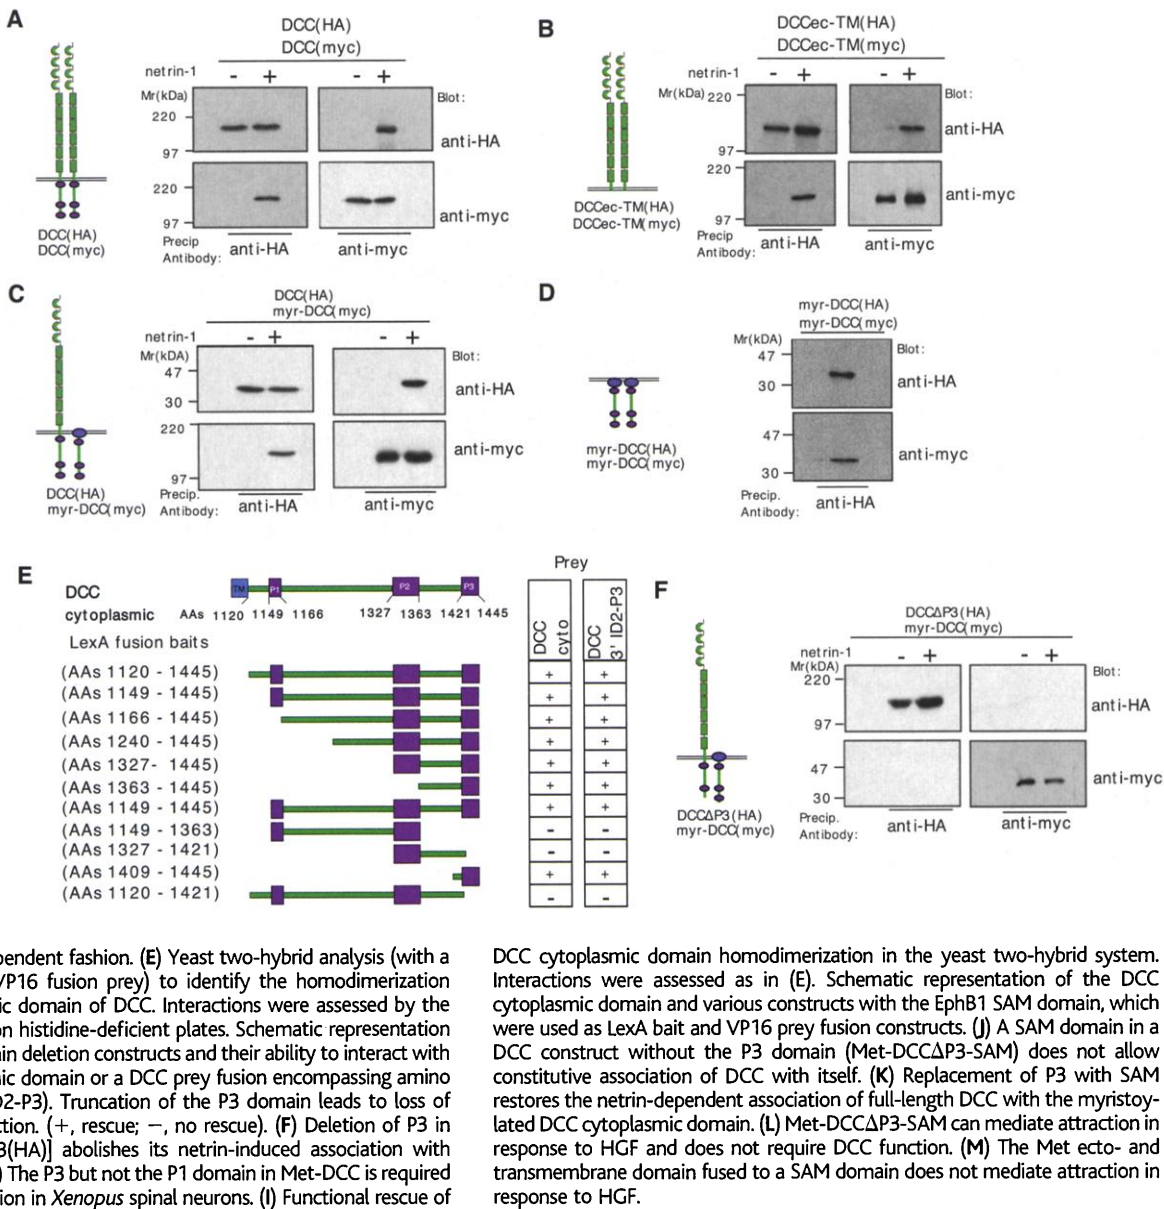 A
DCC(HA)
DCC(myc)
netrin-1 - +
- +
Mr(kDa)
220
97
Blot:
anti-HA
220
97
anti-myc
Precip
Antibody:
anti-HA
anti-myc
DCC(HA)
DCC(myc)
B
DCCec-TM(HA)
DCCec-TM(myc)
netrin-1 - +
- +
Mr(kDa) 220
97
Blot:
anti-HA
220
97
anti-myc
Precip
Antibody:
anti-HA
anti-myc
DCCec-TM(HA)
DCCec-TM(myc)
C
DCC(HA)
myr-DCC(myc)
netrin-1 - +
- +
Mr(kDA)
47
30
Blot:
anti-HA
220
97
anti-myc
Precip.
Antibody:
anti-HA
anti-myc
DCC(HA)
myr-DCC(myc)
D
myr-DCC(HA)
myr-DCC(myc)
Mr(kDA)
47
30
Blot:
anti-HA
47
30
anti-myc
Precip.
Antibody:
anti-HA
myr-DCC(HA)
myr-DCC(myc)
E
Prey
DCC
cytoplasmic
TM P1 P2 P3
AAs 1120 1149 1166 1327 1363 1421 1445
DCC cyto
DCC 3' ID2-P3
LexA fusion baits
(AAs 1120 - 1445) + +
(AAs 1149 - 1445) + +
(AAs 1166 - 1445) + +
(AAs 1240 - 1445) + +
(AAs 1327- 1445) + +
(AAs 1363 - 1445) + +
(AAs 1149 - 1445) + +
(AAs 1149 - 1363) - -
(AAs 1327 - 1421) - -
(AAs 1409 - 1445) + +
(AAs 1120 - 1421) - -
F
DCCΔP3(HA)
myr-DCC(myc)
netrin-1 - +
- +
Mr(kDA)
220
97
Blot:
anti-HA
47
30
anti-myc
Precip.
Antibody:
anti-HA
anti-myc
DCCΔP3(HA)
myr-DCC(myc)
pendent fashion. (E) Yeast two-hybrid analysis (with a
VP16 fusion prey) to identify the homodimerization
ic domain of DCC. Interactions were assessed by the
on histidine-deficient plates. Schematic representation
ain deletion constructs and their ability to interact with
nic domain or a DCC prey fusion encompassing amino
D2-P3). Truncation of the P3 domain leads to loss of
ction. (+, rescue; −, no rescue). (F) Deletion of P3 in
3(HA)] abolishes its netrin-induced association with
) The P3 but not the P1 domain in Met-DCC is required
ion in Xenopus spinal neurons. (I) Functional rescue of
DCC cytoplasmic domain homodimerization in the yeast two-hybrid system.
Interactions were assessed as in (E). Schematic representation of the DCC
cytoplasmic domain and various constructs with the EphB1 SAM domain, which
were used as LexA bait and VP16 prey fusion constructs. (J) A SAM domain in a
DCC construct without the P3 domain (Met-DCCΔP3-SAM) does not allow
constitutive association of DCC with itself. (K) Replacement of P3 with SAM
restores the netrin-dependent association of full-length DCC with the myristoy-
lated DCC cytoplasmic domain. (L) Met-DCCΔP3-SAM can mediate attraction in
response to HGF and does not require DCC function. (M) The Met ecto- and
transmembrane domain fused to a SAM domain does not mediate attraction in
response to HGF.